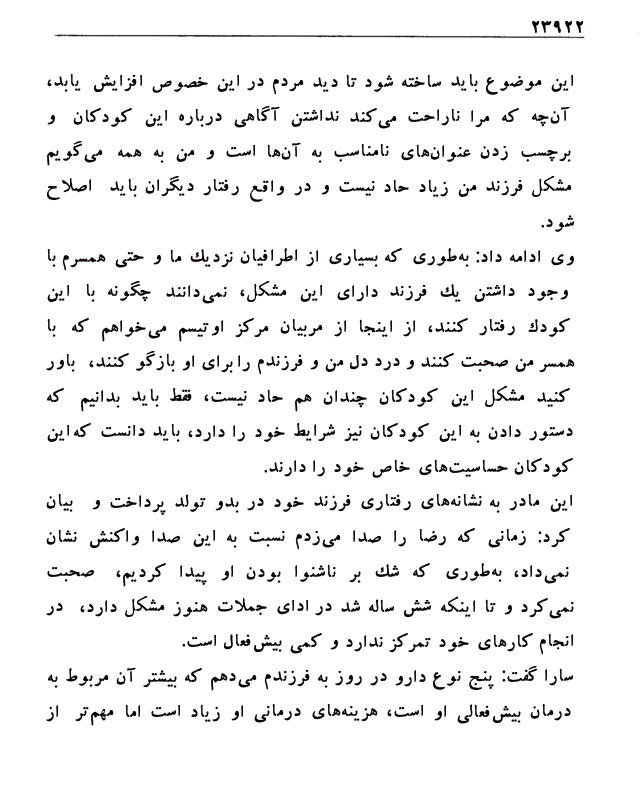 ۲۳۹۲۲
این موضوع باید ساخته شود تا دید مردم در این خصوص افزایش یابد،
آن‌چه که مرا ناراحت می‌کند نداشتن آگاهی درباره این کودکان و
برچسب زدن عنوان‌های نامناسب به آن‌ها است و من به همه می‌گویم
مشکل فرزند من زیاد حاد نیست و در واقع رفتار دیگران باید اصلاح
شود.
وی ادامه داد: به‌طوری که بسیاری از اطرافیان نزدیك ما و حتی همسرم با
وجود داشتن یك فرزند دارای این مشکل، نمی‌دانند چگونه با این
کودك رفتار کنند، از اینجا از مربیان مرکز اوتیسم می‌خواهم که با
همسر من صحبت کنند و درد دل من و فرزندم را برای او بازگو کنند، باور
کنید مشکل این کودکان چندان هم حاد نیست، فقط باید بدانیم که
دستور دادن به این کودکان نیز شرایط خود را دارد، باید دانست که این
کودکان حساسیت‌های خاص خود را دارند.
این مادر به نشانه‌های رفتاری فرزند خود در بدو تولد پرداخت و بیان
کرد: زمانی که رضا را صدا می‌زدم نسبت به این صدا واکنش نشان
نمی‌داد، به‌طوری که شك بر ناشنوا بودن او پیدا کردیم، صحبت
نمی‌کرد و تا اینکه شش ساله شد در ادای جملات هنوز مشکل دارد، در
انجام کارهای خود تمرکز ندارد و کمی بیش‌فعال است.
سارا گفت: پنج نوع دارو در روز به فرزندم می‌دهم که بیشتر آن مربوط به
درمان بیش‌فعالی او است، هزینه‌های درمانی او زیاد است اما مهم‌تر از